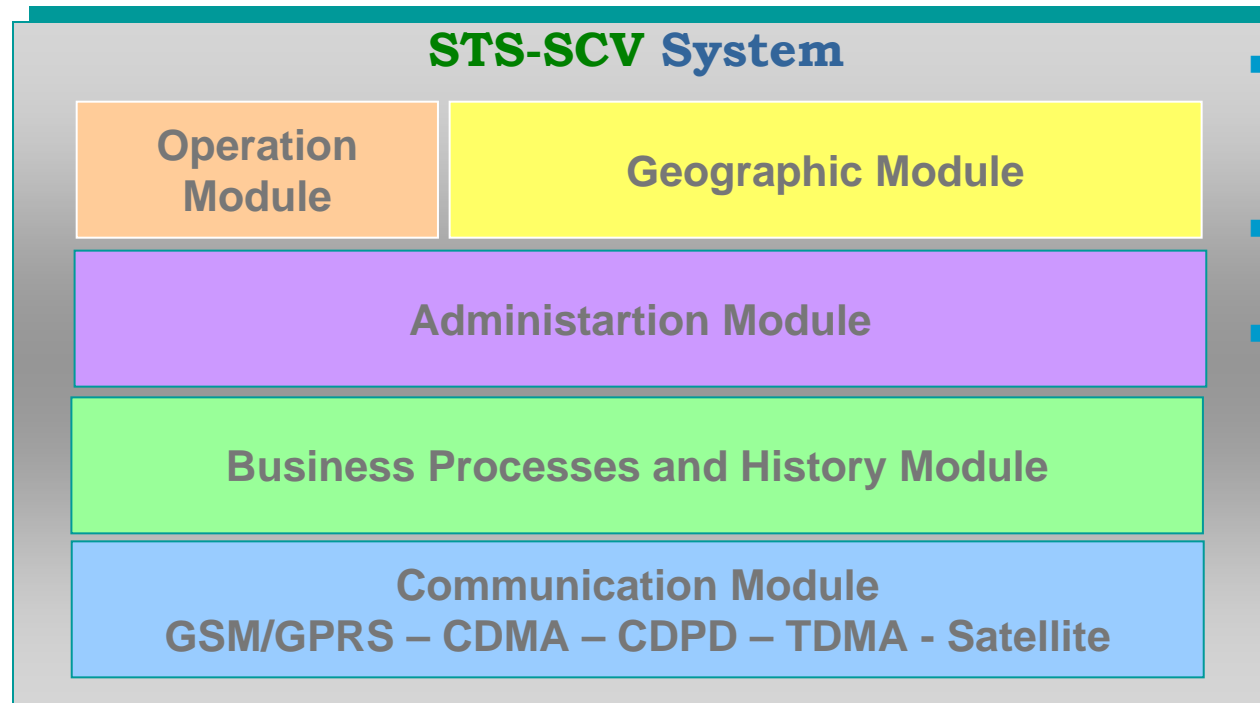 STS-SCV System
Operation
Module
Geographic Module
Administartion Module
Business Processes and History Module
Communication Module
GSM/GPRS – CDMA – CDPD – TDMA - Satellite